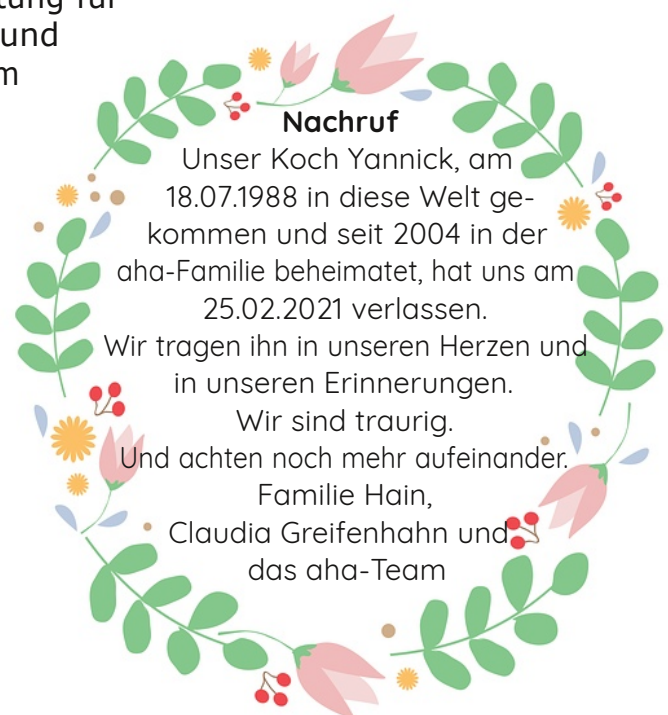 tung für
und
m
Nachruf
Unser Koch Yannick, am
18.07.1988 in diese Welt ge-
kommen und seit 2004 in der
aha-Familie beheimatet, hat uns am
25.02.2021 verlassen.
Wir tragen ihn in unseren Herzen und
in unseren Erinnerungen.
Wir sind traurig.
Und achten noch mehr aufeinander.
Familie Hain,
Claudia Greifenhahn und
das aha-Team